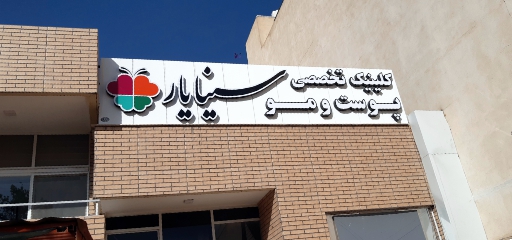 کلینیک تخصصی
پوست و مو
سینایار